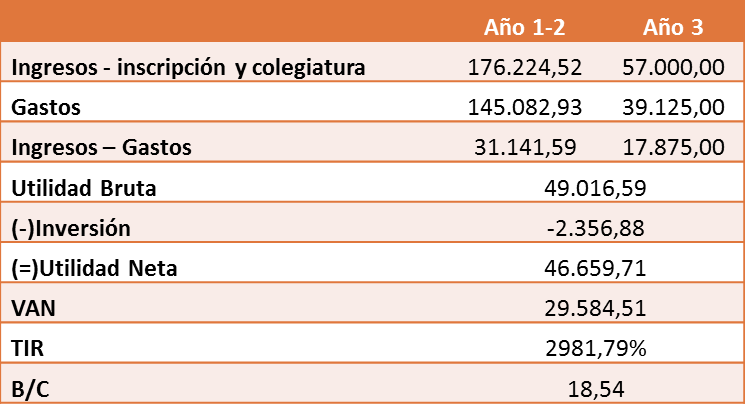 Año 1-2 Año 3
Ingresos - inscripción y colegiatura 176.224,52 57.000,00
Gastos 145.082,93 39.125,00
Ingresos – Gastos 31.141,59 17.875,00
Utilidad Bruta 49.016,59
(-)Inversión -2.356,88
(=)Utilidad Neta 46.659,71
VAN 29.584,51
TIR 2981,79%
B/C 18,54